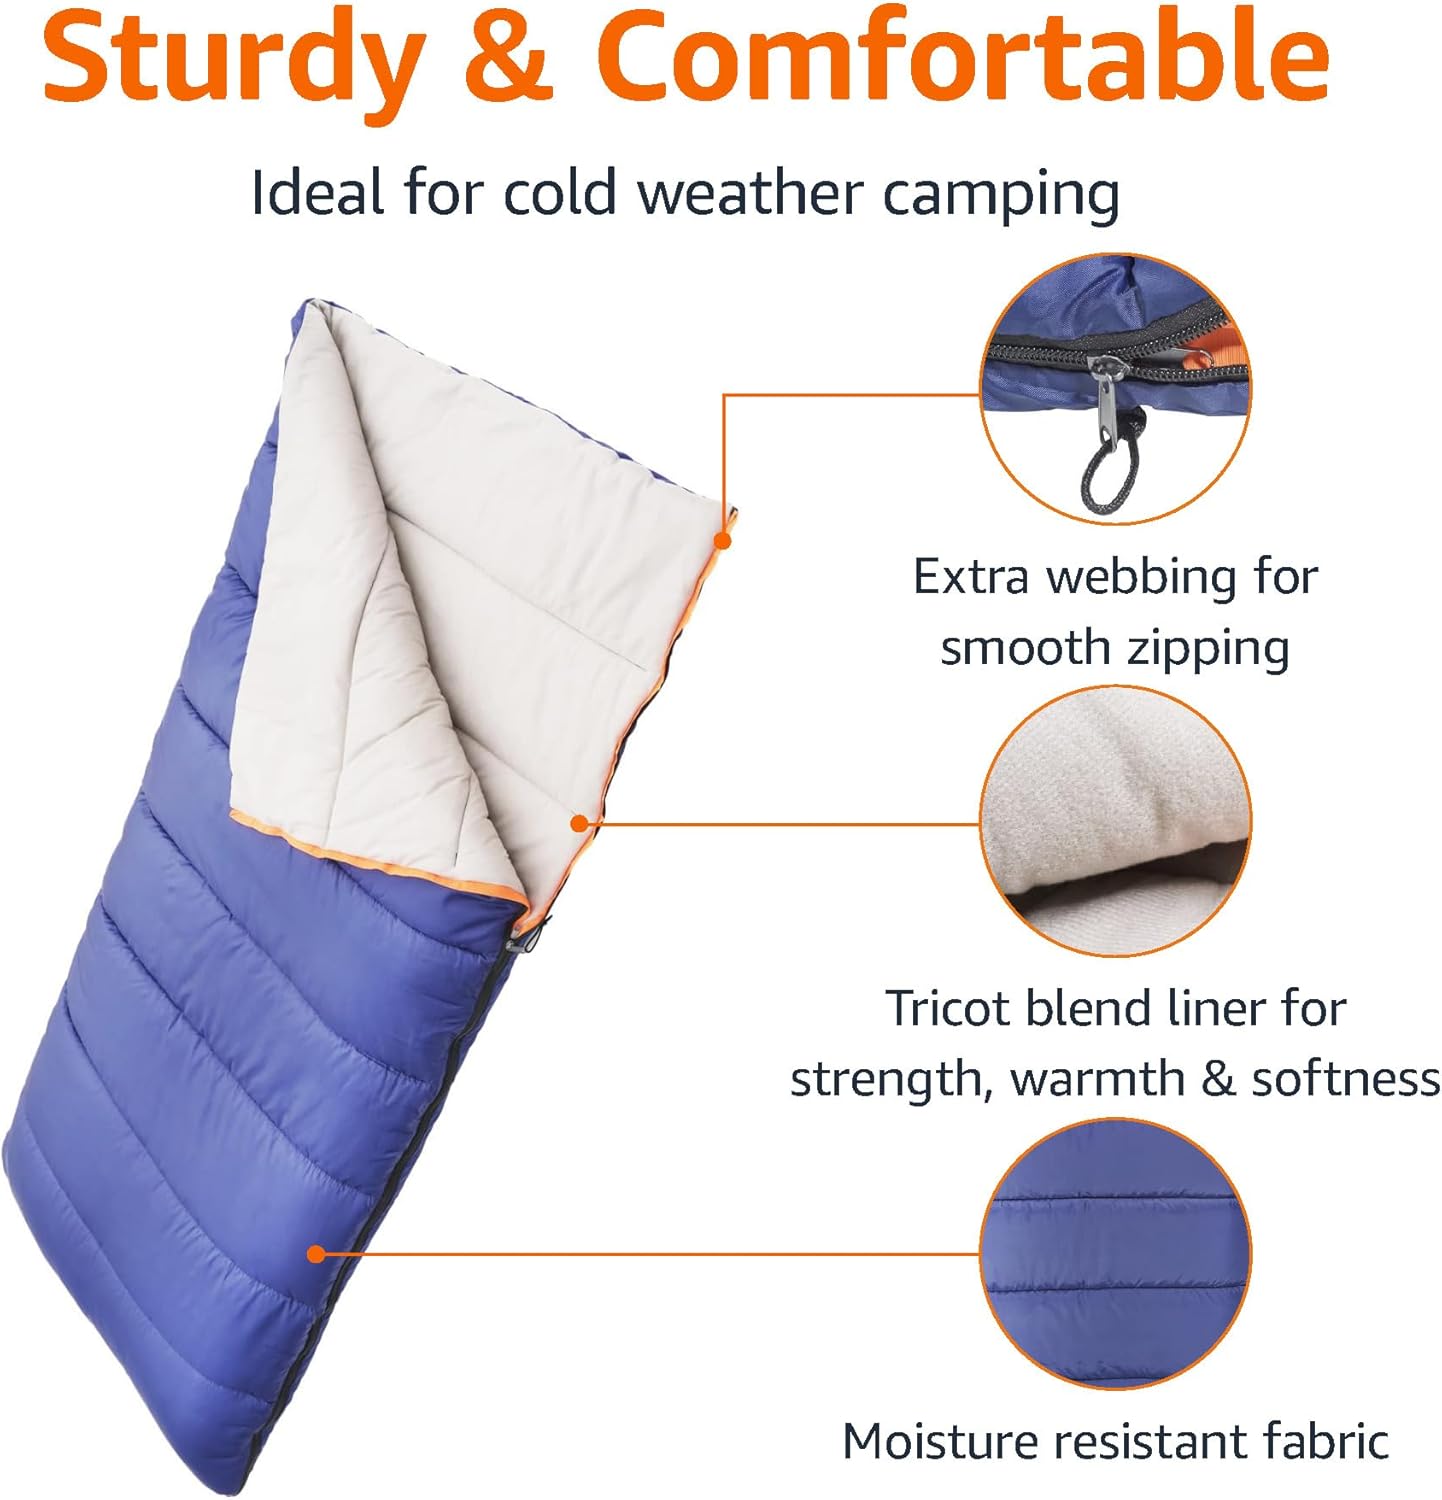 Sturdy & Comfortable
Ideal for cold weather camping
Extra webbing for
smooth zipping
Tricot blend liner for
strength, warmth & softness
Moisture resistant fabric